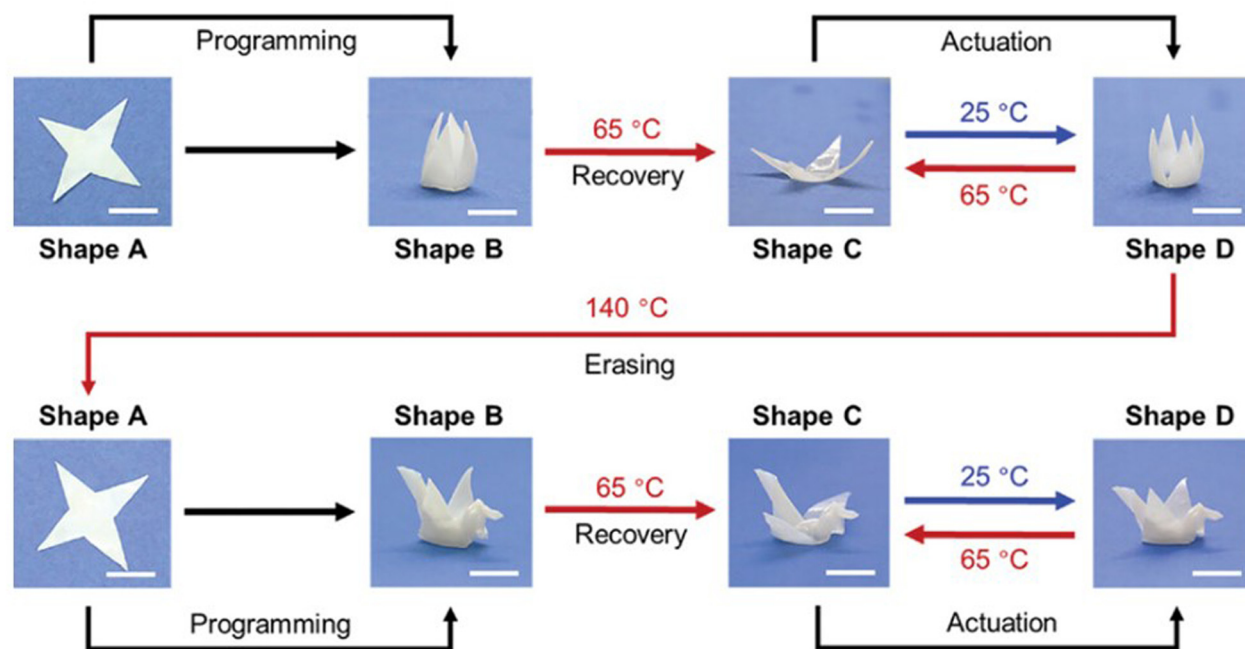 Programming
Actuation
65 °C
Recovery
25 °C
65 °C
Shape A
Shape B
Shape C
Shape D
140 °C
Erasing
Shape A
Shape B
Shape C
Shape D
65 °C
Recovery
25 °C
65 °C
Programming
Actuation